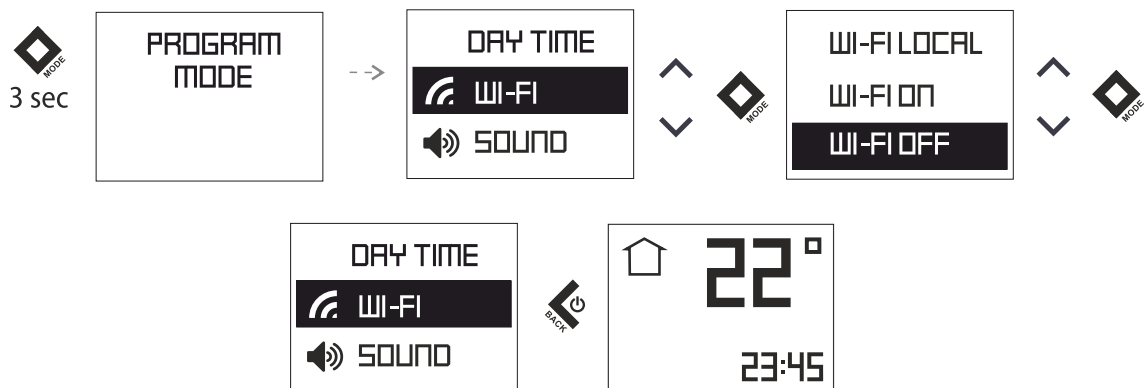 MODE
3 sec
PROGRAM
MODE
DAY TIME
WI-FI
SOUND
MODE
WI-FI LOCAL
WI-FI ON
WI-FI OFF
MODE
DAY TIME
WI-FI
SOUND
BACK
22°
23:45